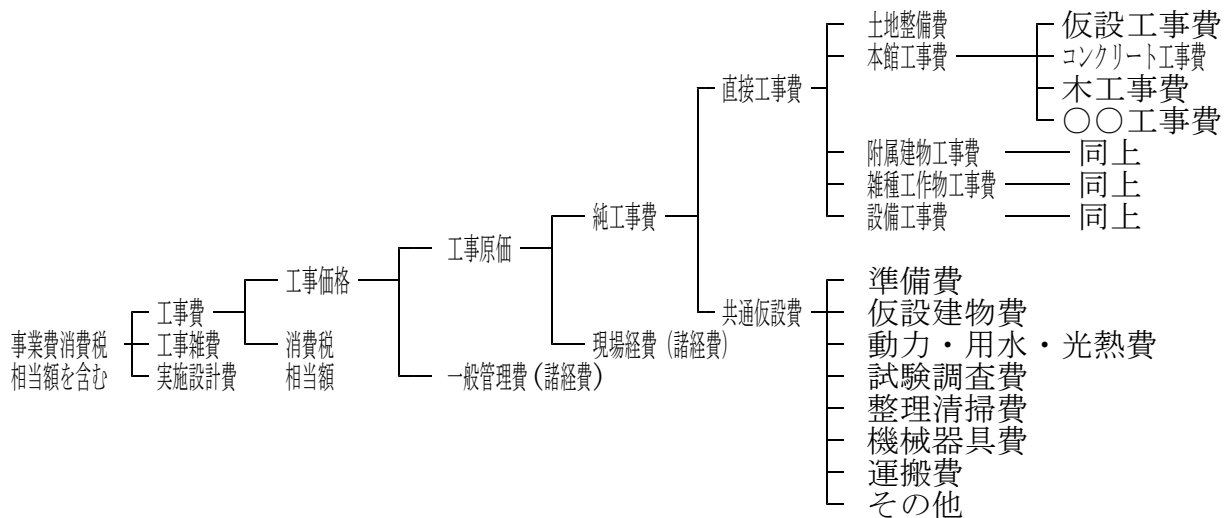 土地整備費
仮設工事費
本館工事費
コンクリート工事費
直接工事費
木工事費
〇〇工事費
附属建物工事費
同上
雑種工作物工事費
同上
純工事費
設備工事費
同上
工事原価
工事価格
準備費
工事費
共通仮設費
仮設建物費
事業費消費税
工事雑費
消費税
現場経費（諸経費）
動力・用水・光熱費
相当額を含む
実施設計費
相当額
一般管理費（諸経費）
試験調査費
整理清掃費
機械器具費
運搬費
その他